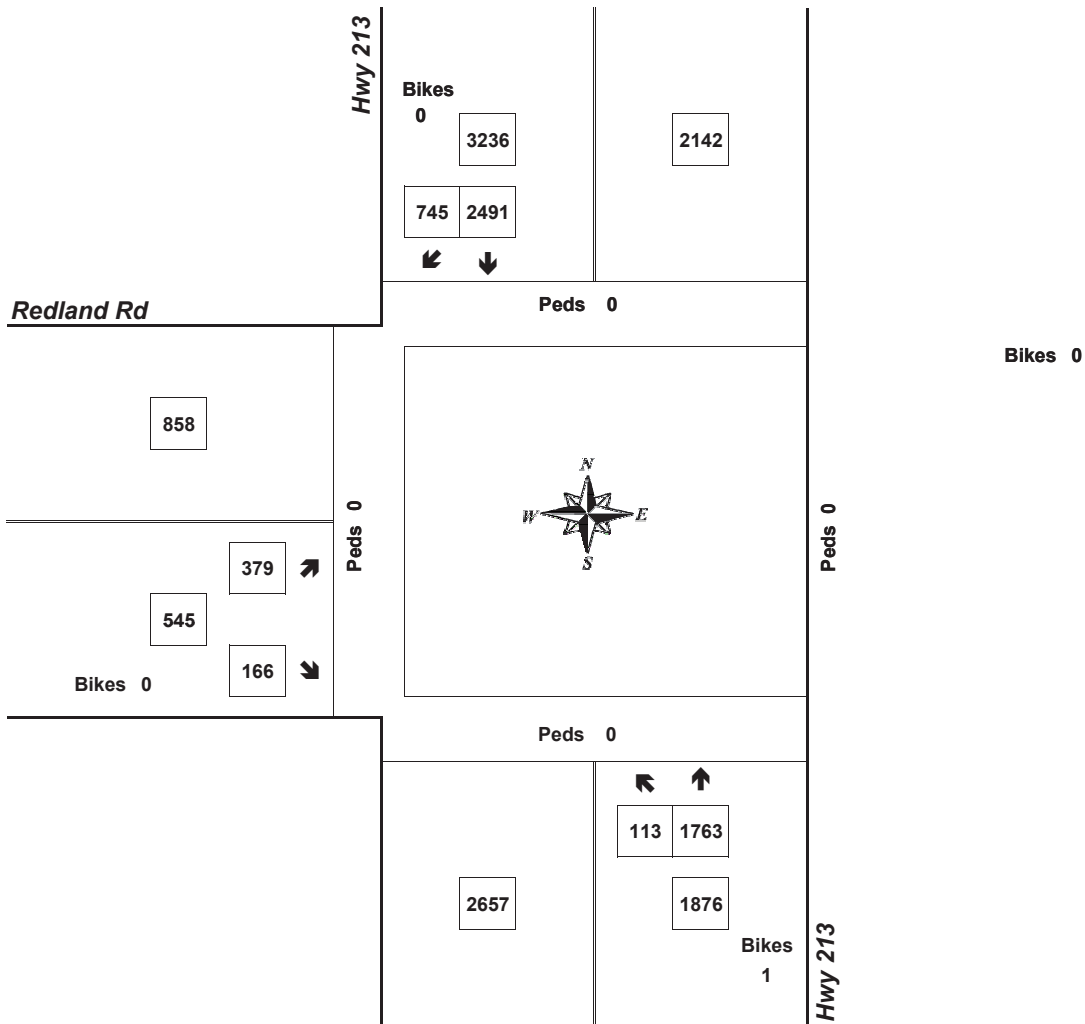 Hwy 213
Bikes
0
3236
2142
745 2491
Peds 0
Redland Rd
Bikes 0
858
N
W E
S
Peds 0
Peds 0
379
545
166
Bikes 0
Peds 0
113 1763
2657
1876
Bikes
1
Hwy 213